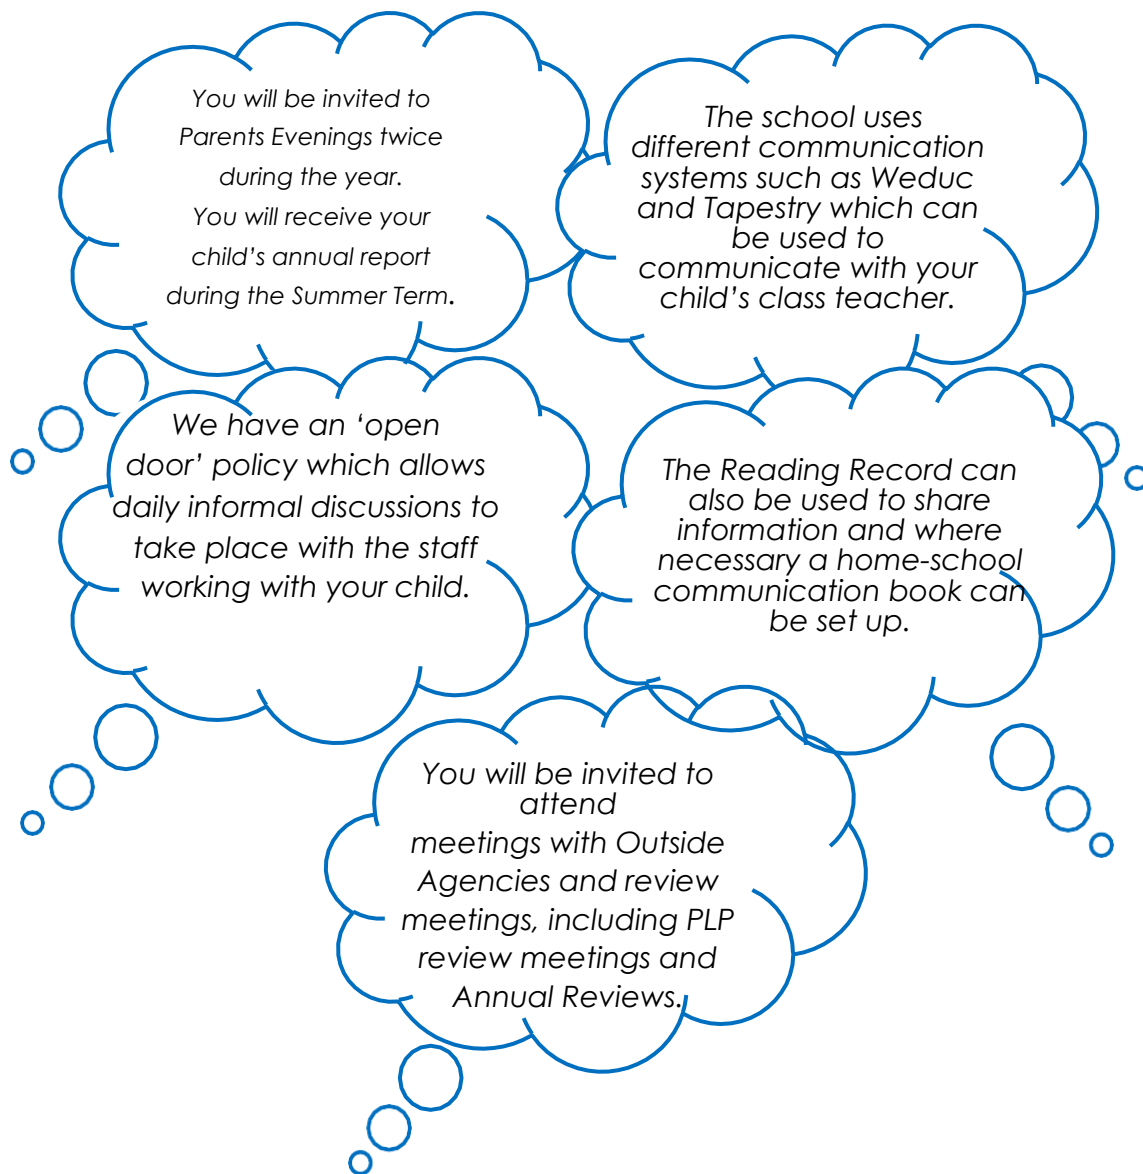 You will be invited to
Parents Evenings twice
during the year.
You will receive your
child’s annual report
during the Summer Term.
The school uses
different communication
systems such as Weduc
and Tapestry which can
be used to
communicate with your
child’s class teacher.
We have an ‘open
door’ policy which allows
daily informal discussions to
take place with the staff
working with your child.
The Reading Record can
also be used to share
information and where
necessary a home-school
communication book can
be set up.
You will be invited to
attend
meetings with Outside
Agencies and review
meetings, including PLP
review meetings and
Annual Reviews.